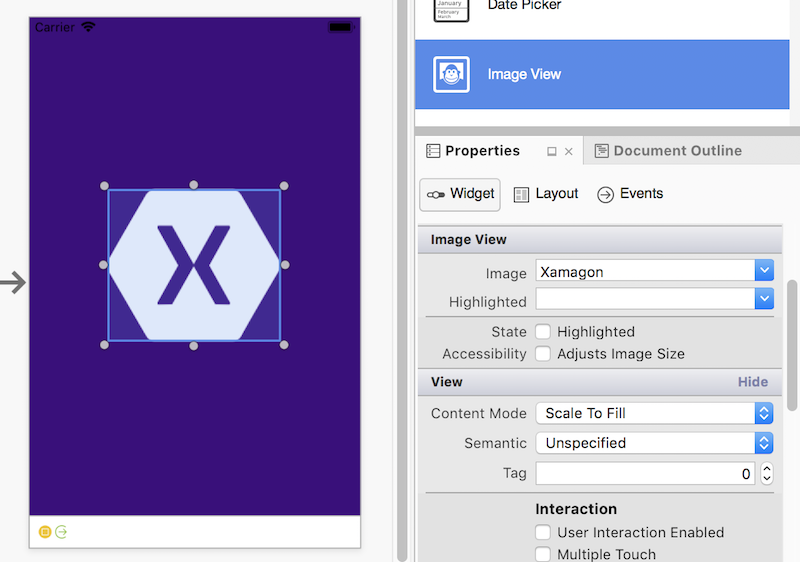 Carrier
Date Picker
January
February
March
Image View
Properties
Document Outline
Widget
Layout
Events
Image View
Image
Xamagon
Highlighted
State
Highlighted
Accessibility
Adjusts Image Size
View
Hide
Content Mode
Scale To Fill
Semantic
Unspecified
Tag
0
Interaction
User Interaction Enabled
Multiple Touch